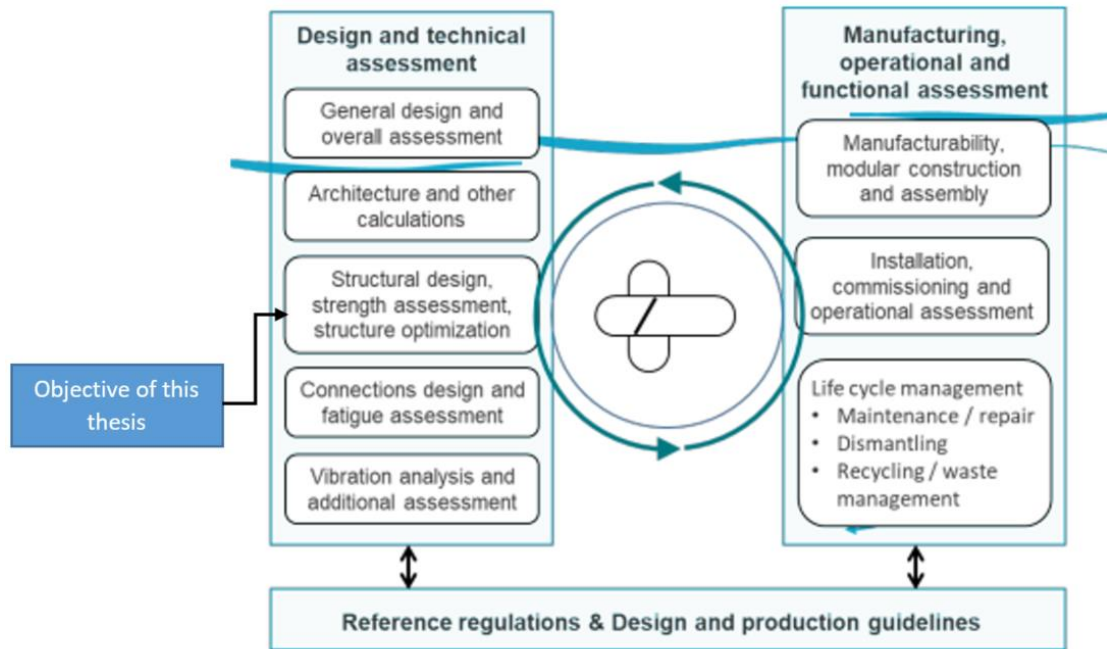 Design and technical
assessment
General design and
overall assessment
Architecture and other
calculations
Structural design,
strength assessment,
structure optimization
Connections design and
fatigue assessment
Vibration analysis and
additional assessment
Objective of this
thesis
Manufacturing,
operational and
functional assessment
Manufacturability,
modular construction
and assembly
Installation,
commissioning and
operational assessment
Life cycle management
• Maintenance / repair
• Dismantling
• Recycling / waste
management
Reference regulations & Design and production guidelines